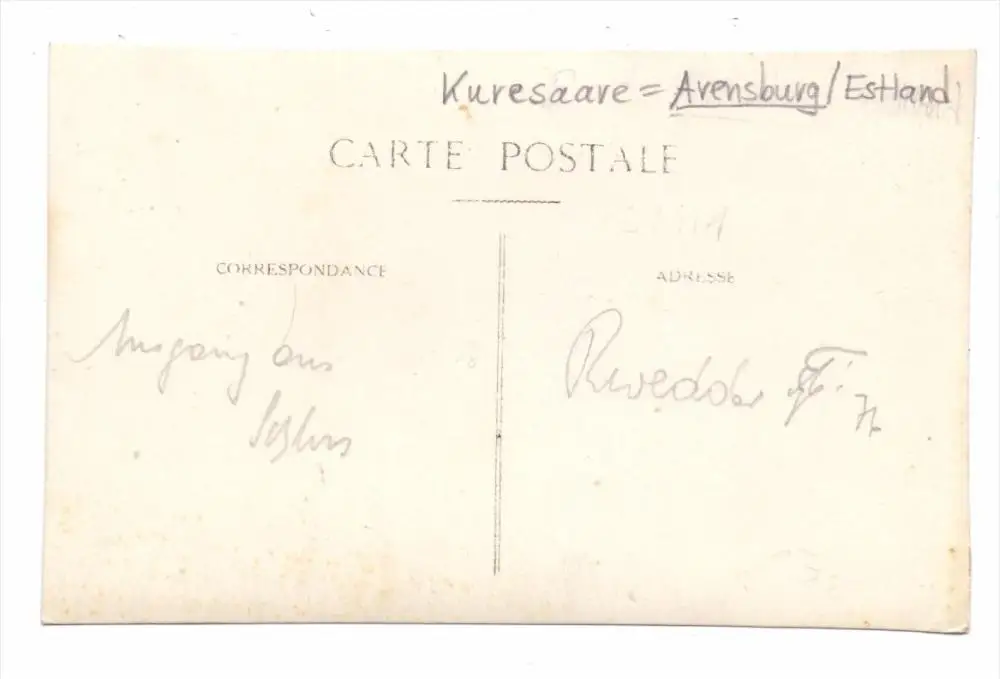 Kuresaare = Arensburg/Estland
CARTE POSTALE
CORRESPONDANCE
ADRESSE
Ausgang aus
Schloss